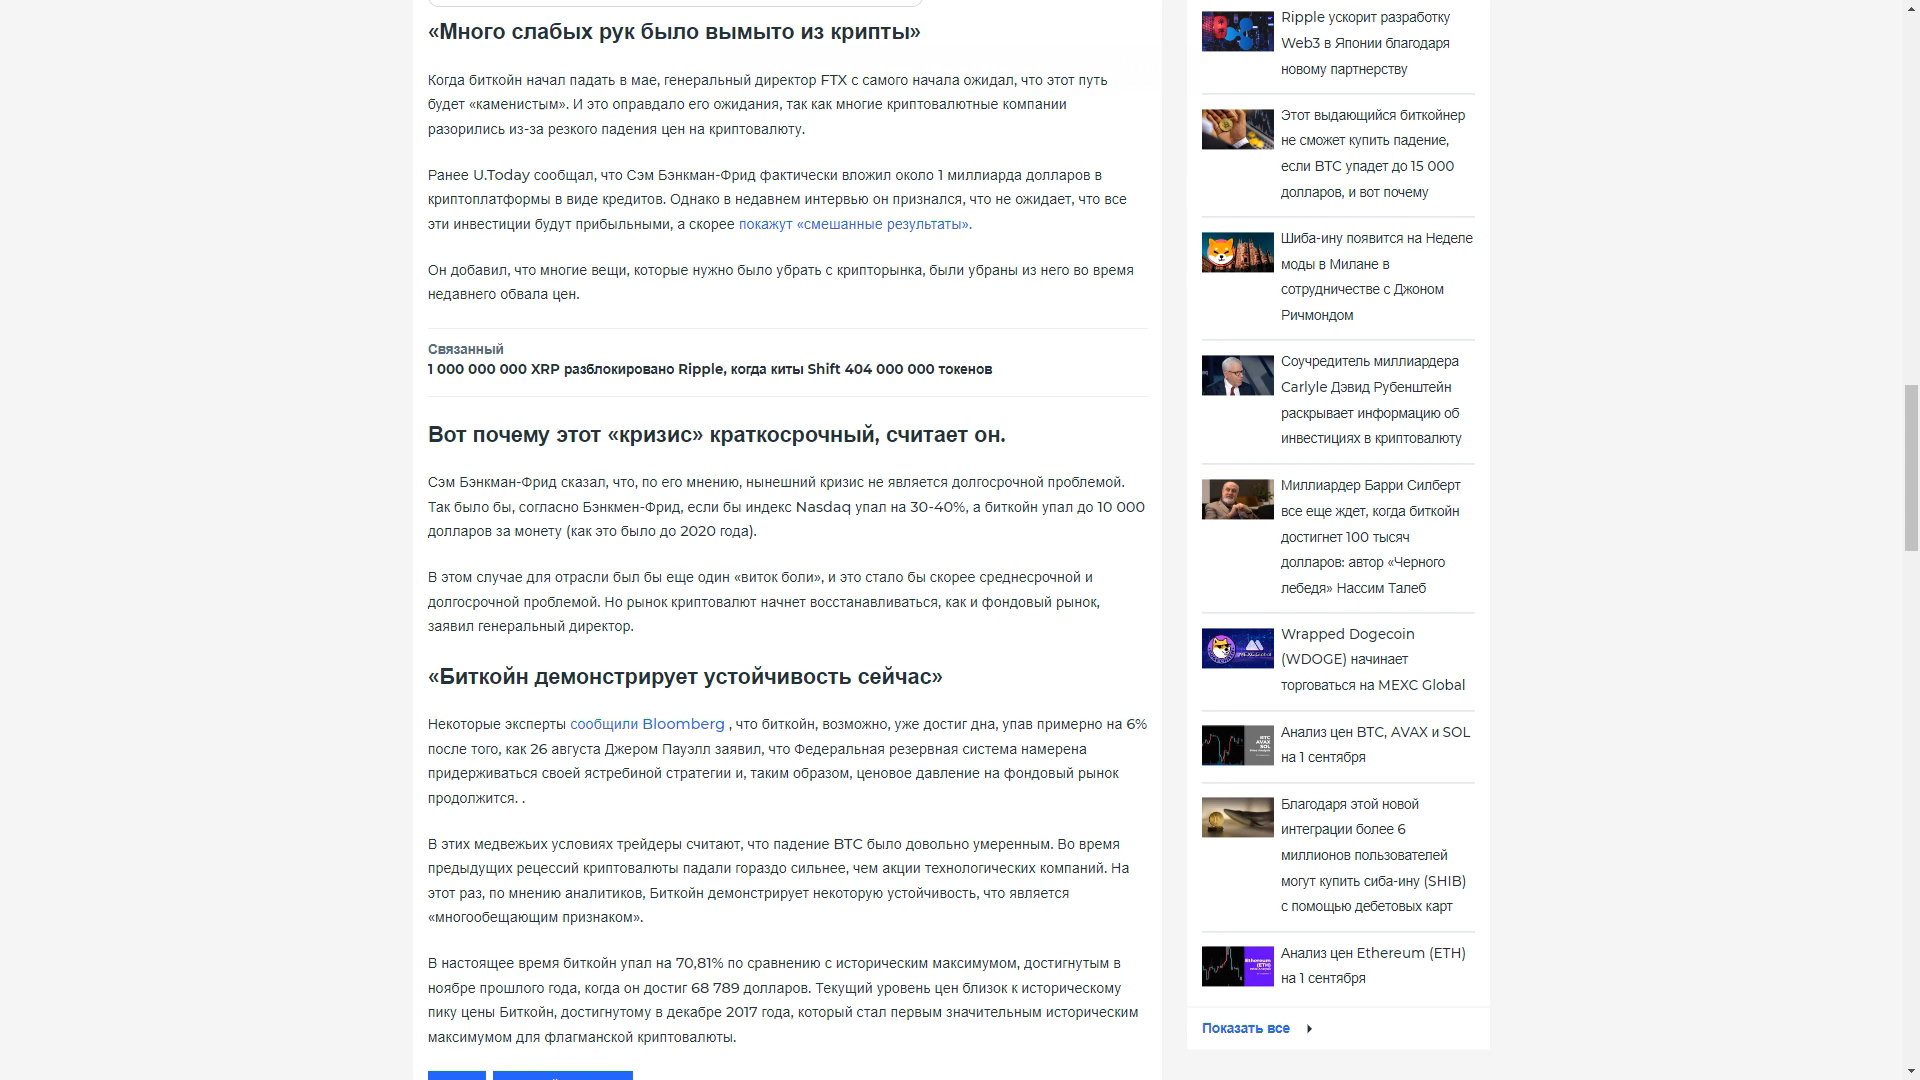 «Много слабых рук было вымыто из крипты»
Когда биткойн начал падать в мае, генеральный директор FTX с самого начала ожидал, что этот путь
будет «каменистым». И это оправдало его ожидания, так как многие криптовалютные компании
разорились из-за резкого падения цен на криптовалюту.
Ранее U.Today сообщал, что Сэм Бэнкман-Фрид фактически вложил около 1 миллиарда долларов в
криптоплатформы в виде кредитов. Однако в недавнем интервью он признался, что не ожидает, что все
эти инвестиции будут прибыльными, а скорее покажут «смешанные результаты».
Он добавил, что многие вещи, которые нужно было убрать с крипторынка, были убраны из него во время
недавнего обвала цен.
Связанный
1 000 000 000 XRP разблокировано Ripple, когда киты Shift 404 000 000 токенов
Вот почему этот «кризис» краткосрочный, считает он.
Сэм Бэнкман-Фрид сказал, что, по его мнению, нынешний кризис не является долгосрочной проблемой.
Так было бы, согласно Бэнкмен-Фрид, если бы индекс Nasdaq упал на 30-40%, а биткойн упал до 10 000
долларов за монету (как это было до 2020 года).
В этом случае для отрасли был бы еще один «виток боли», и это стало бы скорее среднесрочной и
долгосрочной проблемой. Но рынок криптовалют начнет восстанавливаться, как и фондовый рынок,
заявил генеральный директор.
«Биткойн демонстрирует устойчивость сейчас»
Некоторые эксперты сообщили Bloomberg , что биткойн, возможно, уже достиг дна, упав примерно на 6%
после того, как 26 августа Джером Пауэлл заявил, что Федеральная резервная система намерена
придерживаться своей ястребиной стратегии и, таким образом, ценовое давление на фондовый рынок
продолжится. .
В этих медвежьих условиях трейдеры считают, что падение BTC было довольно умеренным. Во время
предыдущих рецессий криптовалюты падали гораздо сильнее, чем акции технологических компаний. На
этот раз, по мнению аналитиков, Биткойн демонстрирует некоторую устойчивость, что является
«многообещающим признаком».
В настоящее время биткойн упал на 70,81% по сравнению с историческим максимумом, достигнутым в
ноябре прошлого года, когда он достиг 68 789 долларов. Текущий уровень цен близок к историческому
пику цены Биткойн, достигнутому в декабре 2017 года, который стал первым значительным историческим
максимумом для флагманской криптовалюты.
Ripple ускорит разработку
Web3 в Японии благодаря
новому партнерству
Этот выдающийся биткойнер
не сможет купить падение,
если BTC упадет до 15 000
долларов, и вот почему
Шиба-ину появится на Неделе
моды в Милане в
сотрудничестве с Джоном
Ричмондом
Соучредитель миллиардера
Carlyle Дэвид Рубенштейн
раскрывает информацию об
инвестициях в криптовалюту
Миллиардер Барри Силберт
все еще ждет, когда биткойн
достигнет 100 тысяч
долларов: автор «Черного
лебедя» Нассим Талеб
Wrapped Dogecoin
(WDOGE) начинает
торговаться на MEXC Global
Анализ цен BTC, AVAX и SOL
на 1 сентября
Благодаря этой новой
интеграции более 6
миллионов пользователей
могут купить сиба-ину (SHIB)
с помощью дебетовых карт
Анализ цен Ethereum (ETH)
на 1 сентября
Показать все